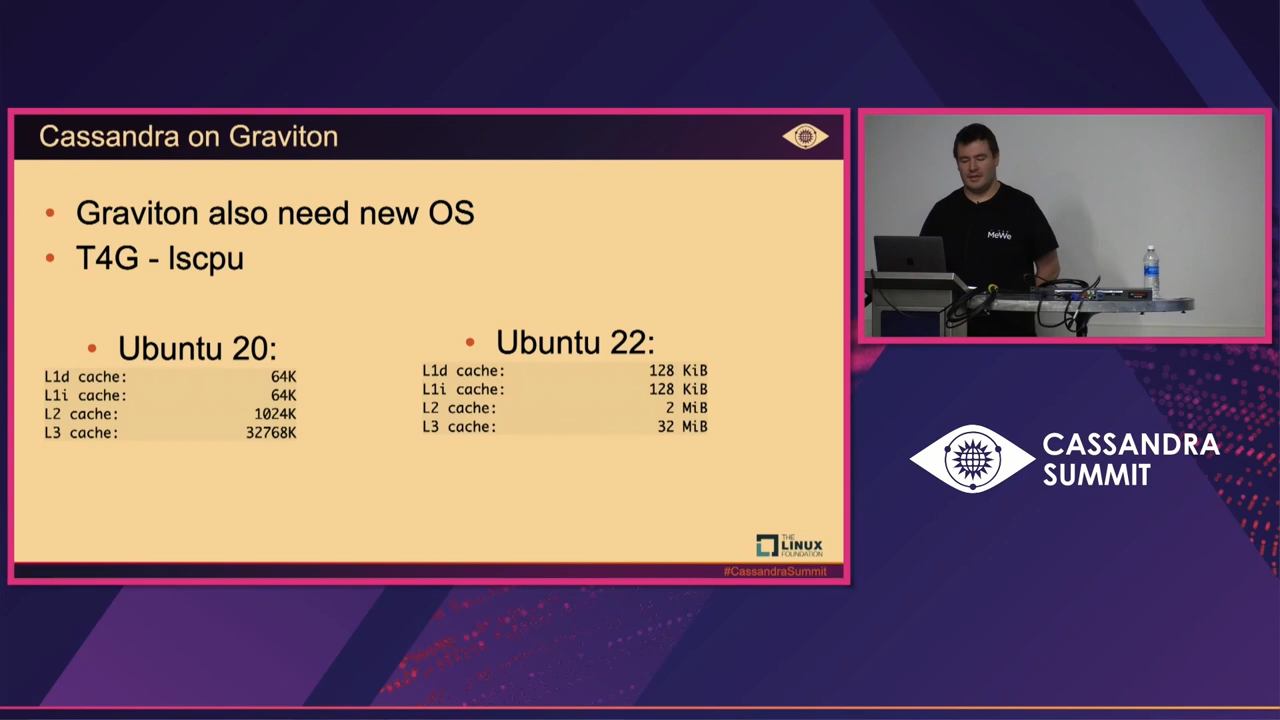 Cassandra on Graviton
• Graviton also need new OS
• T4G - lscpu
• Ubuntu 20:
L1d cache: 64K
L1i cache: 64K
L2 cache: 1024K
L3 cache: 32768K
• Ubuntu 22:
L1d cache: 128 KiB
L1i cache: 128 KiB
L2 cache: 2 MiB
L3 cache: 32 MiB
THE
LINUX
FOUNDATION
#CassandraSummit
MeWe
CASSANDRA
SUMMIT